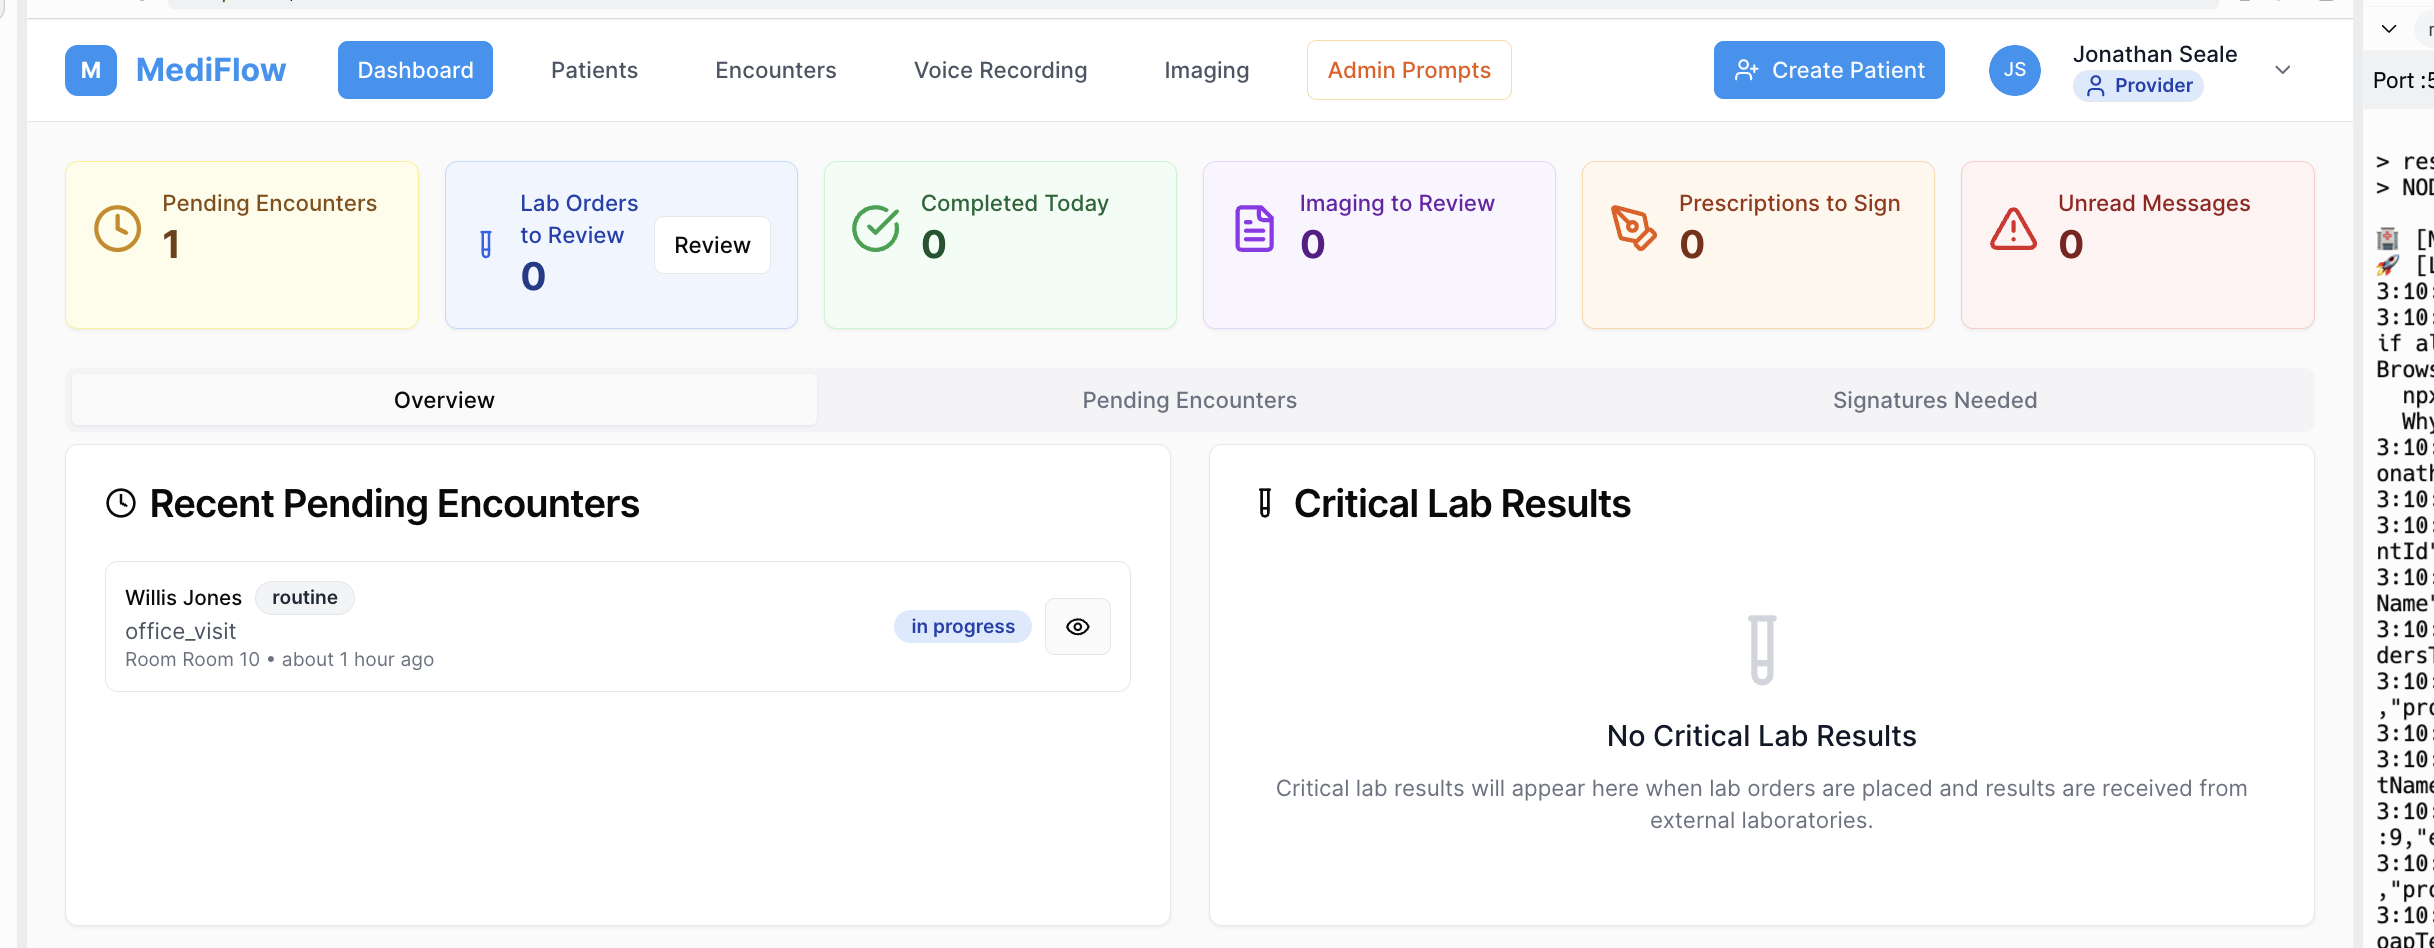 M MediFlow Dashboard Patients Encounters Voice Recording Imaging Admin Prompts Create Patient JS Jonathan Seale
Provider
Pending Encounters
1
Lab Orders
to Review
0
Review
Completed Today
0
Imaging to Review
0
Prescriptions to Sign
0
Unread Messages
0
Overview Pending Encounters Signatures Needed
Recent Pending Encounters
Willis Jones routine
office_visit
Room Room 10 • about 1 hour ago
in progress
Critical Lab Results
No Critical Lab Results
Critical lab results will appear here when lab orders are placed and results are received from
external laboratories.
Port
> res
> NOD
3:10:
3:10:
if al
Brows
npx
Why
3:10:
onath
3:10:
3:10:
ntId"
3:10:
Name"
3:10:
dersT
3:10:
,"pro
3:10:
3:10:
tName
3:10:
:9,"e
3:10:
,"pro
3:10: